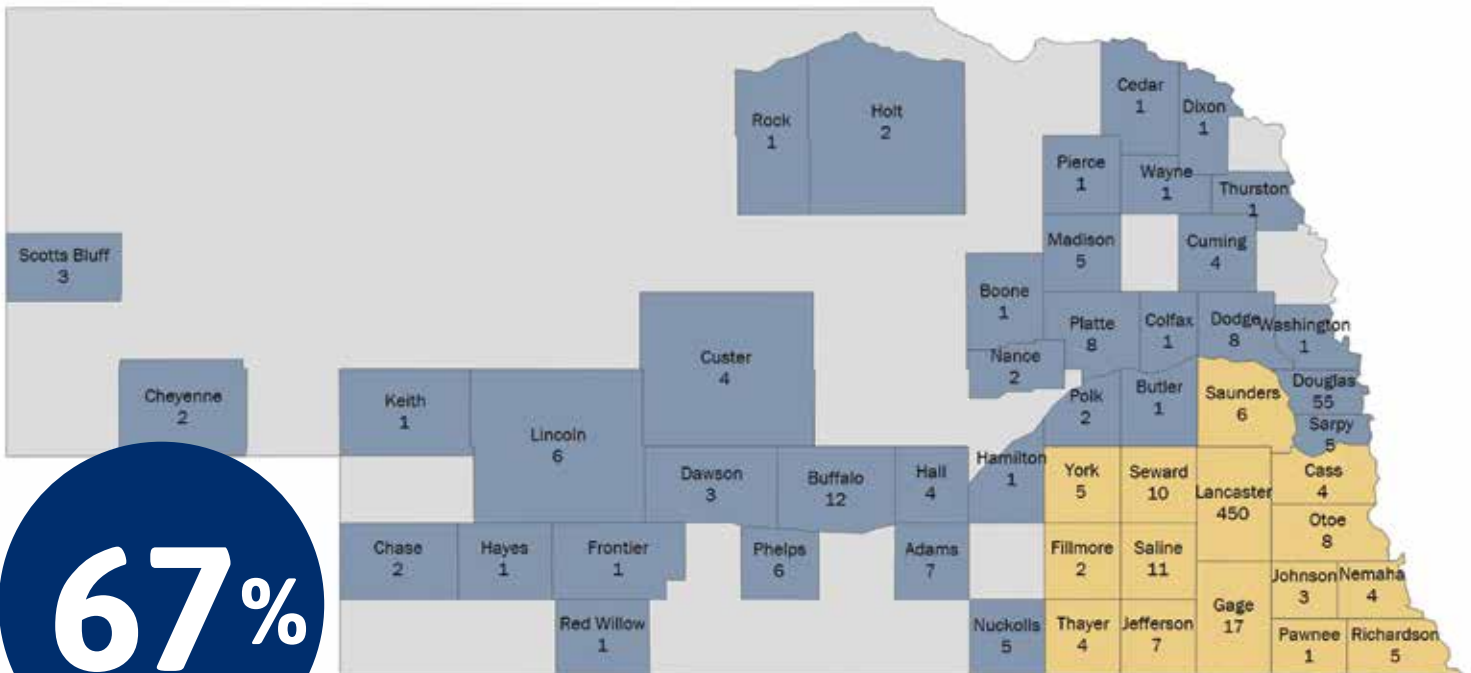 Cedar
1
Dixon
1
Rock
1
Holt
2
Pierce
1
Wayne
1
Thurston
1
Scotts Bluff
3
Madison
5
Cuming
4
Boone
1
Platte
8
Colfax
1
Dodge
8
Washington
1
Nance
2
Custer
4
Cheyenne
2
Keith
1
Lincoln
6
Polk
2
Butler
1
Saunders
6
Douglas
55
Sarpy
5
Dawson
3
Buffalo
12
Hall
4
Hamilton
1
York
5
Seward
10
Lancaster
450
Cass
4
Otoe
8
Chase
2
Hayes
1
Frontier
1
Phelps
6
Adams
7
Fillmore
2
Saline
11
Johnson
3
Nemaha
4
Gage
17
Red Willow
1
Nuckolls
5
Thayer
4
Jefferson
7
Pawnee
1
Richardson
5
67%